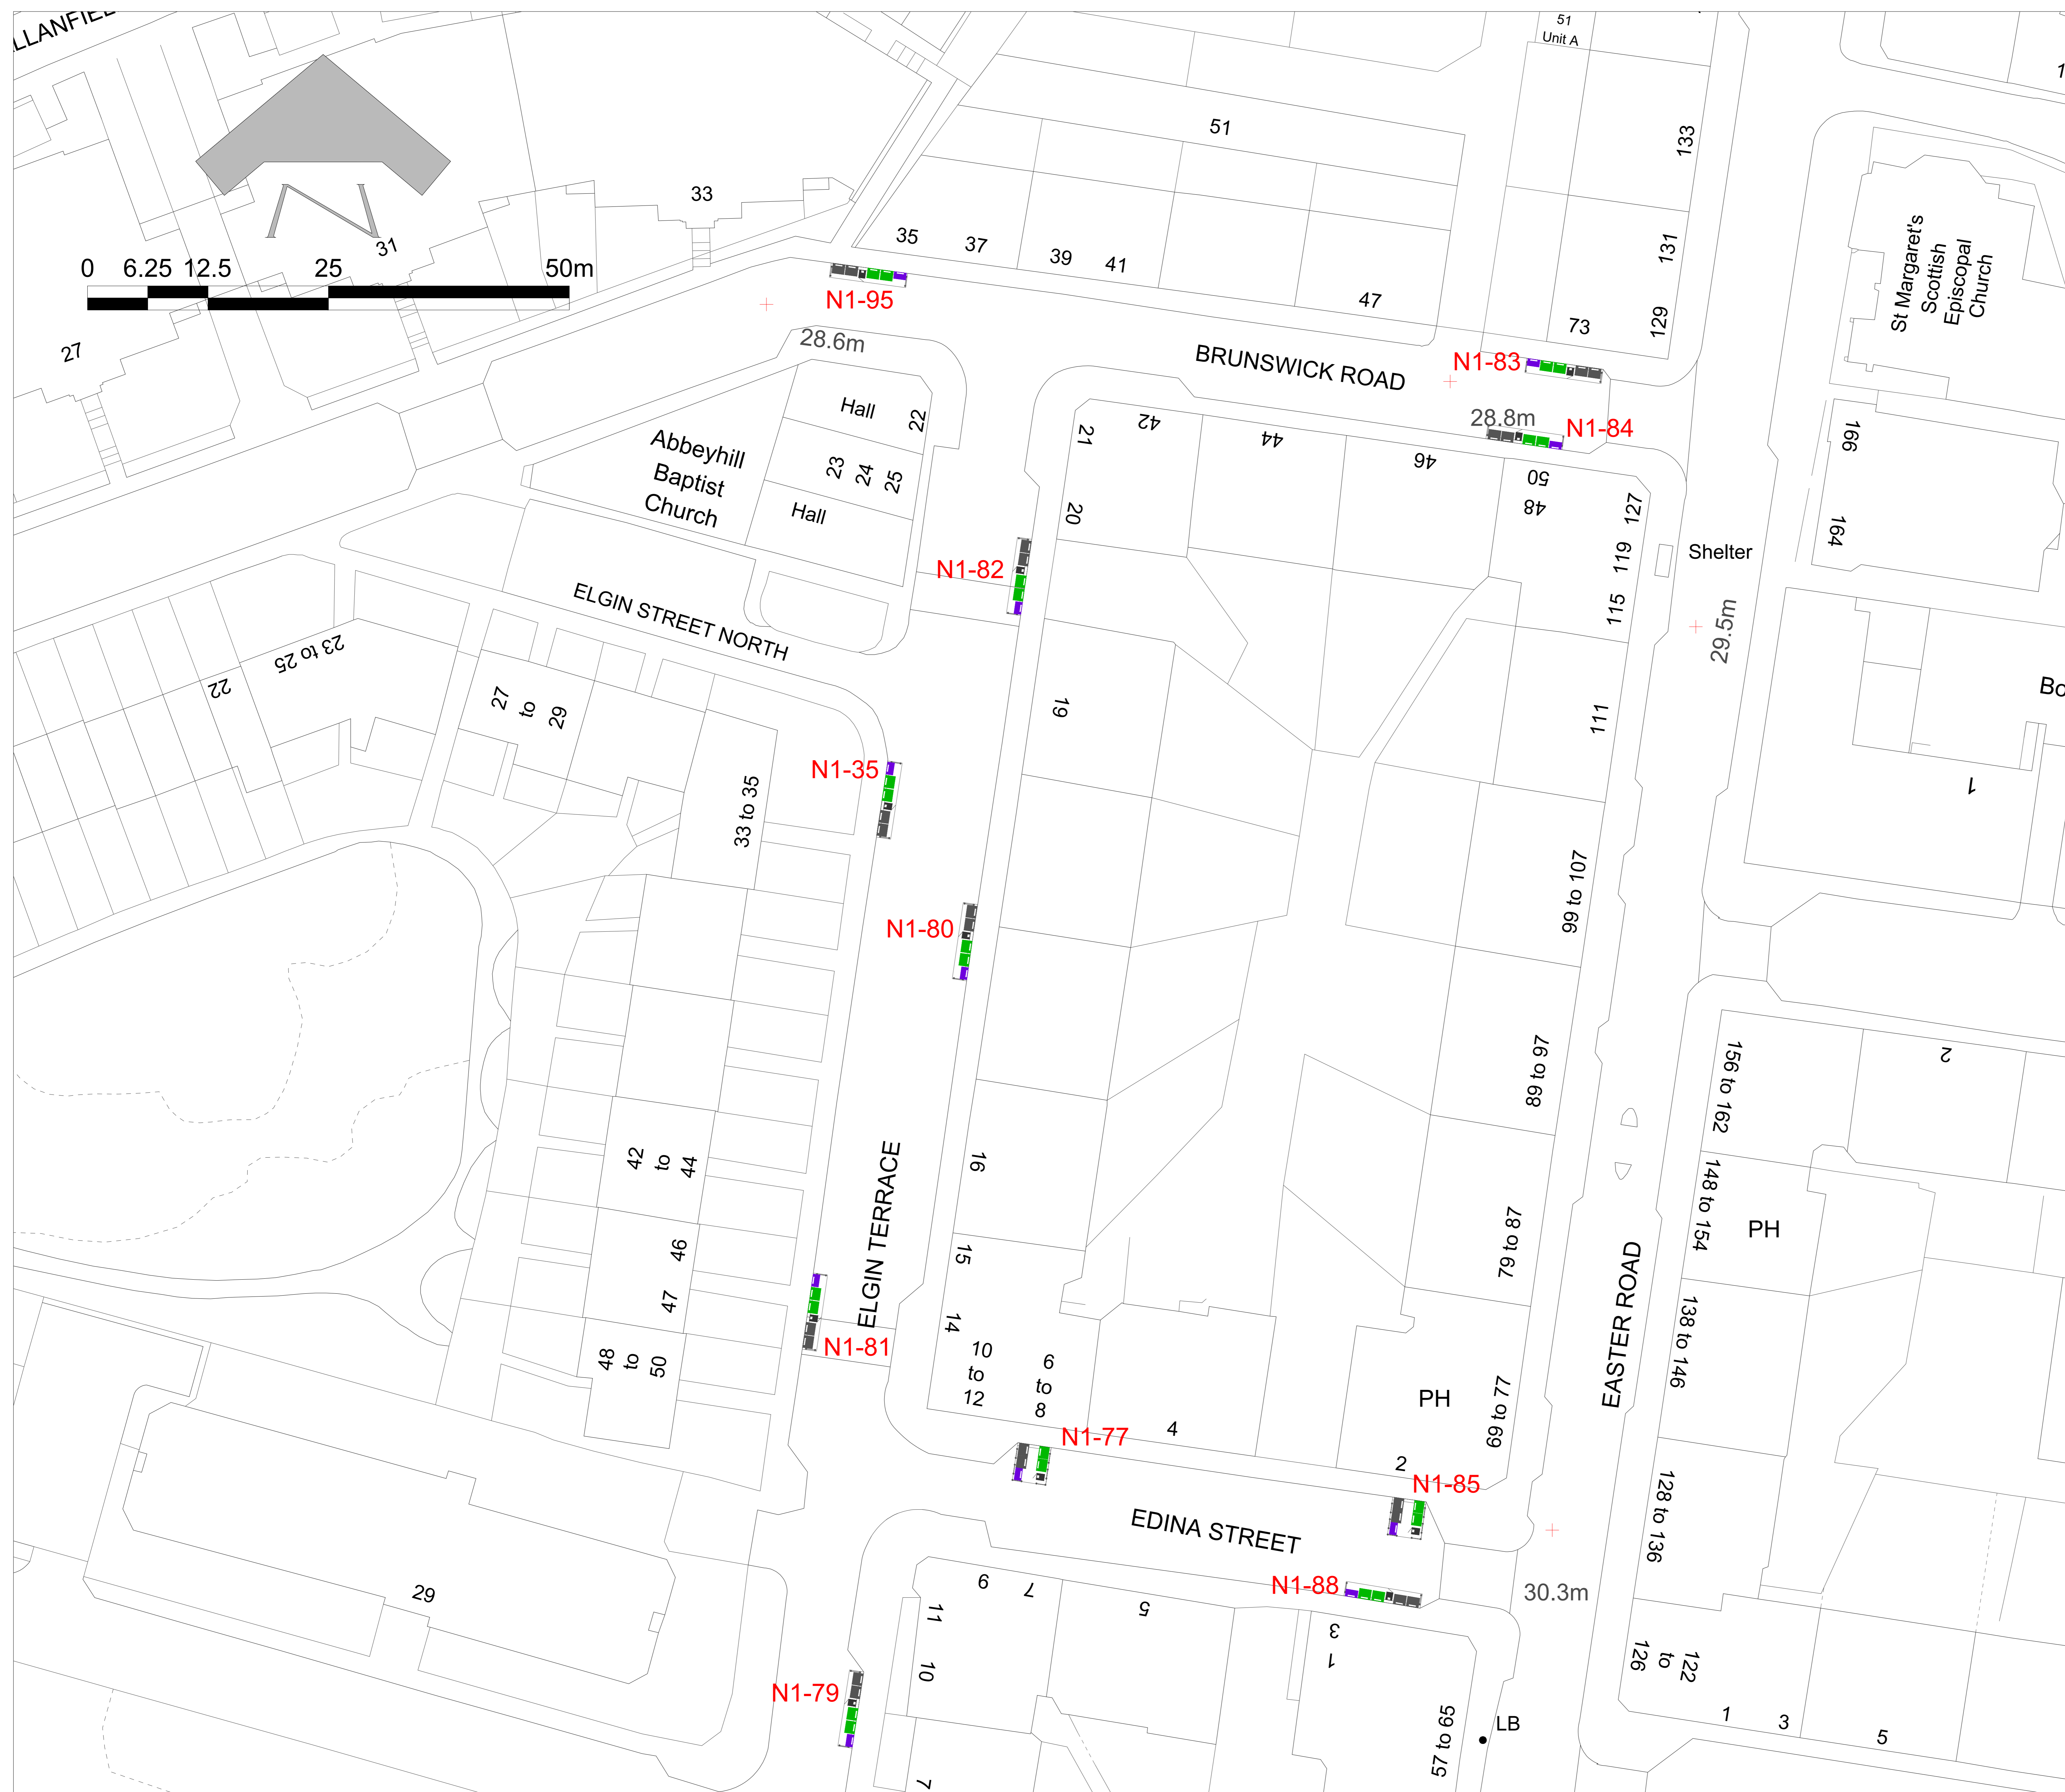 LLANFIEL
51
Unit A
1
33
51
133
31
0 6.25 12.5 25 50m
35
37
39
41
47
73
129
131
St Margaret's
Scottish
Episcopal
Church
27
N1-95
28.6m
BRUNSWICK ROAD
N1-83
28.8m
N1-84
Hall
22
Abbeyhill
Baptist
Church
23
24
25
Hall
21
42
44
46
50
48
127
166
164
20
119
Shelter
N1-82
115
29.5m
ELGIN STREET NORTH
23 to 25
22
27
to
29
19
111
Bo
N1-35
33 to 35
1
99 to 107
N1-80
89 to 97
156 to 162
2
42
to
44
16
ELGIN TERRACE
148 to 154
PH
46
47
15
79 to 87
EASTER ROAD
14
138 to 146
N1-81
48
to
50
10
to
12
6
to
8
PH
69 to 77
N1-77
4
2
N1-85
128 to 136
EDINA STREET
N1-88
30.3m
29
9
7
5
11
10
3
1
126
to
122
N1-79
57 to 65
LB
1
3
5
7